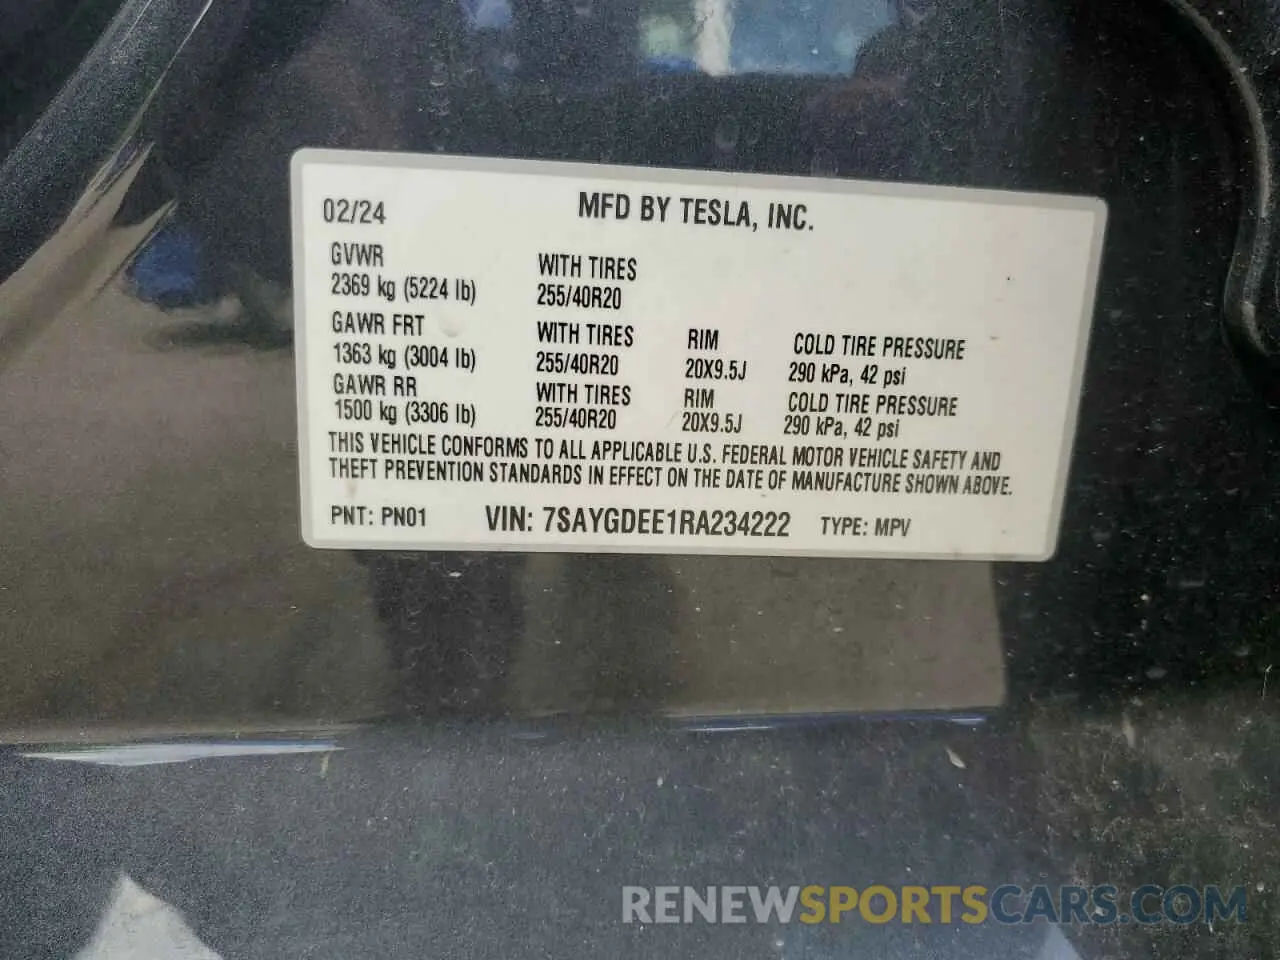 02/24 MFD BY TESLA, INC.
GVWR WITH TIRES
2369 kg (5224 lb) 255/40R20
GAWR FRT WITH TIRES RIM COLD TIRE PRESSURE
1363 kg (3004 lb) 255/40R20 20X9.5J 290 kPa, 42 psi
GAWR RR WITH TIRES RIM COLD TIRE PRESSURE
1500 kg (3306 lb) 255/40R20 20X9.5J 290 kPa, 42 psi
THIS VEHICLE CONFORMS TO ALL APPLICABLE U.S. FEDERAL MOTOR VEHICLE SAFETY AND
THEFT PREVENTION STANDARDS IN EFFECT ON THE DATE OF MANUFACTURE SHOWN ABOVE.
PNT: PN01 VIN: 7SAYGDEE1RA234222 TYPE: MPV
RENEWSPORTSCARS.COM